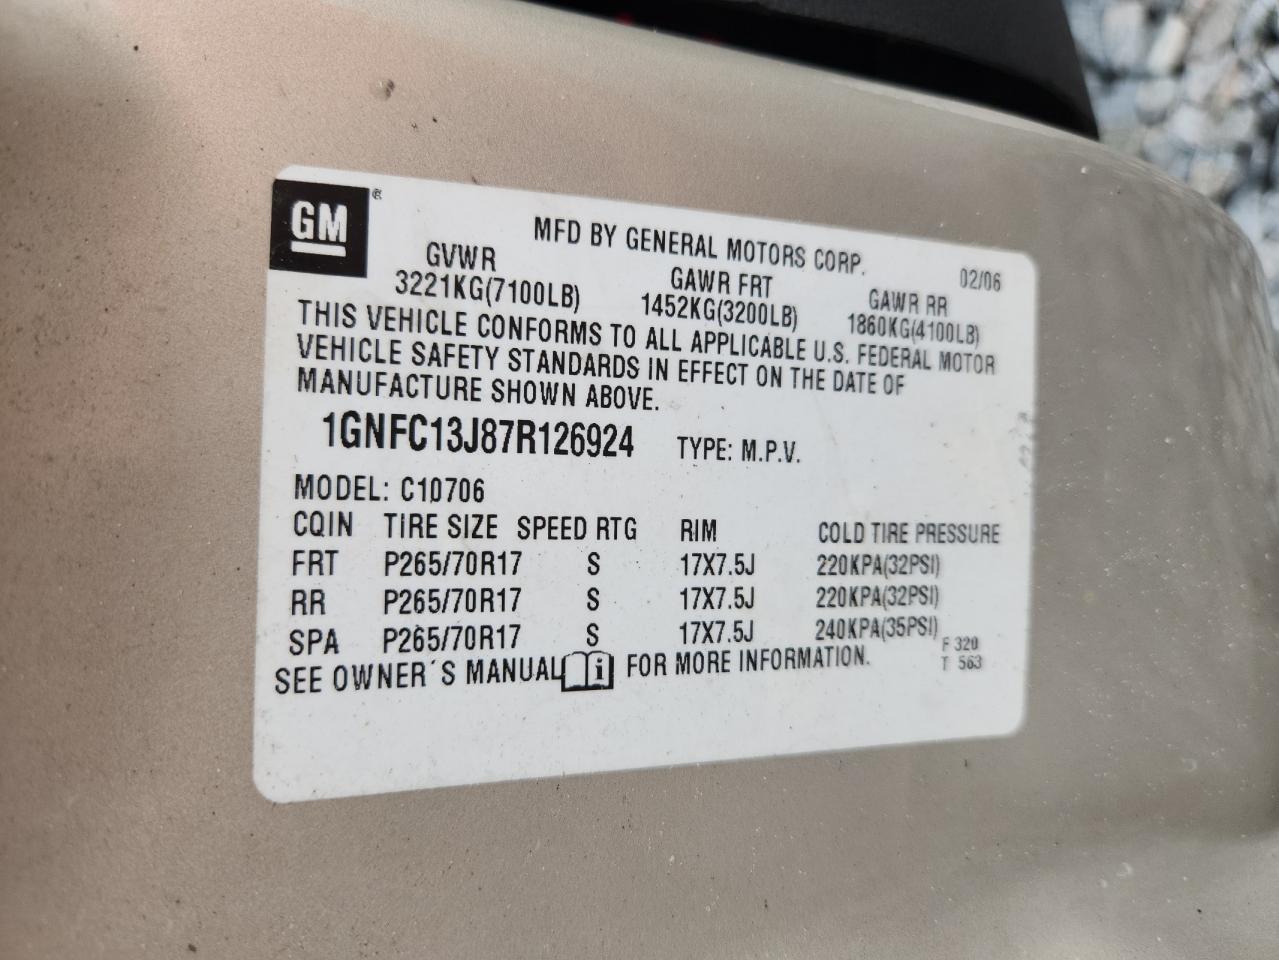 GM ®
MFD BY GENERAL MOTORS CORP.
02/06
GVWR GAWR FRT GAWR RR
3221KG(7100LB) 1452KG(3200LB) 1860KG(4100LB)
THIS VEHICLE CONFORMS TO ALL APPLICABLE U.S. FEDERAL MOTOR
VEHICLE SAFETY STANDARDS IN EFFECT ON THE DATE OF
MANUFACTURE SHOWN ABOVE.
1GNFC13J87R126924 TYPE: M.P.V.
MODEL: C10706
CQIN TIRE SIZE SPEED RTG RIM COLD TIRE PRESSURE
FRT P265/70R17 S 17X7.5J 220KPA(32PSI)
RR P265/70R17 S 17X7.5J 220KPA(32PSI)
SPA P265/70R17 S 17X7.5J 240KPA(35PSI)
SEE OWNER´S MANUAL i FOR MORE INFORMATION.
F 320
T 563